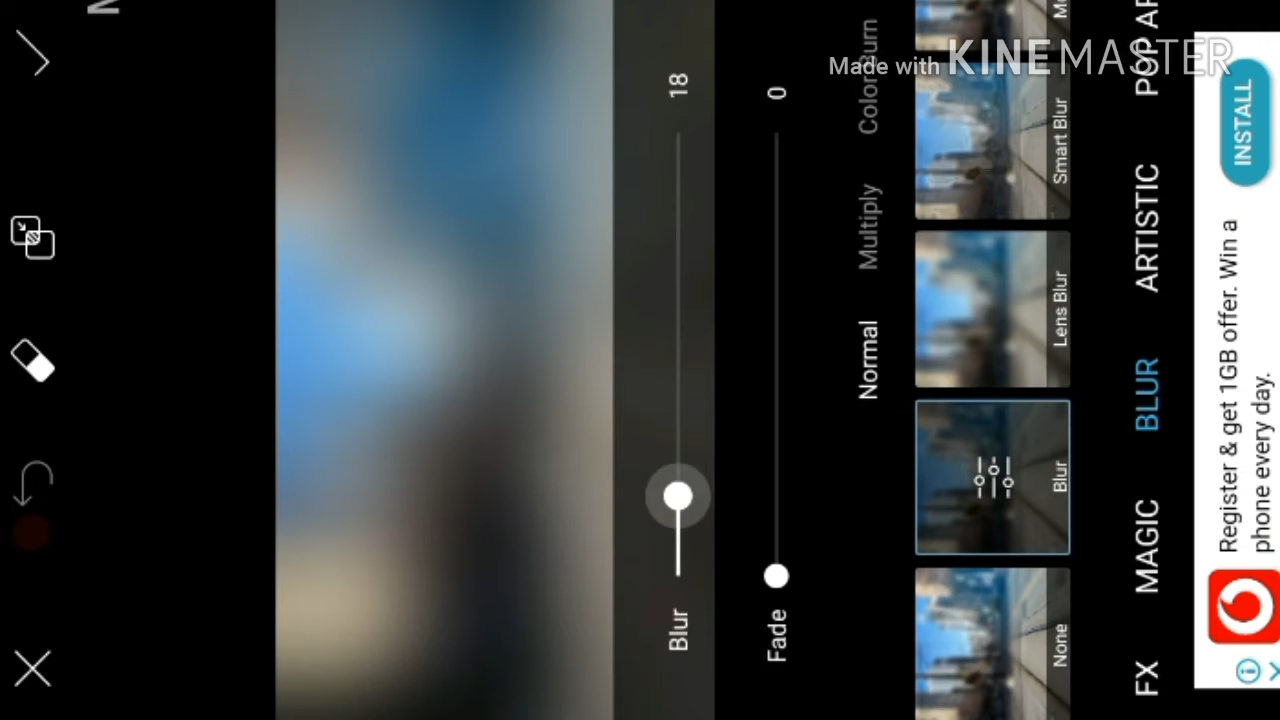 Made with KINEMASTER
Blur 18
Fade 0
Normal Multiply Color Burn
None Blur Lens Blur Smart Blur
FX MAGIC BLUR ARTISTIC POP AR
Register & get 1GB offer. Win a
phone every day.
INSTALL